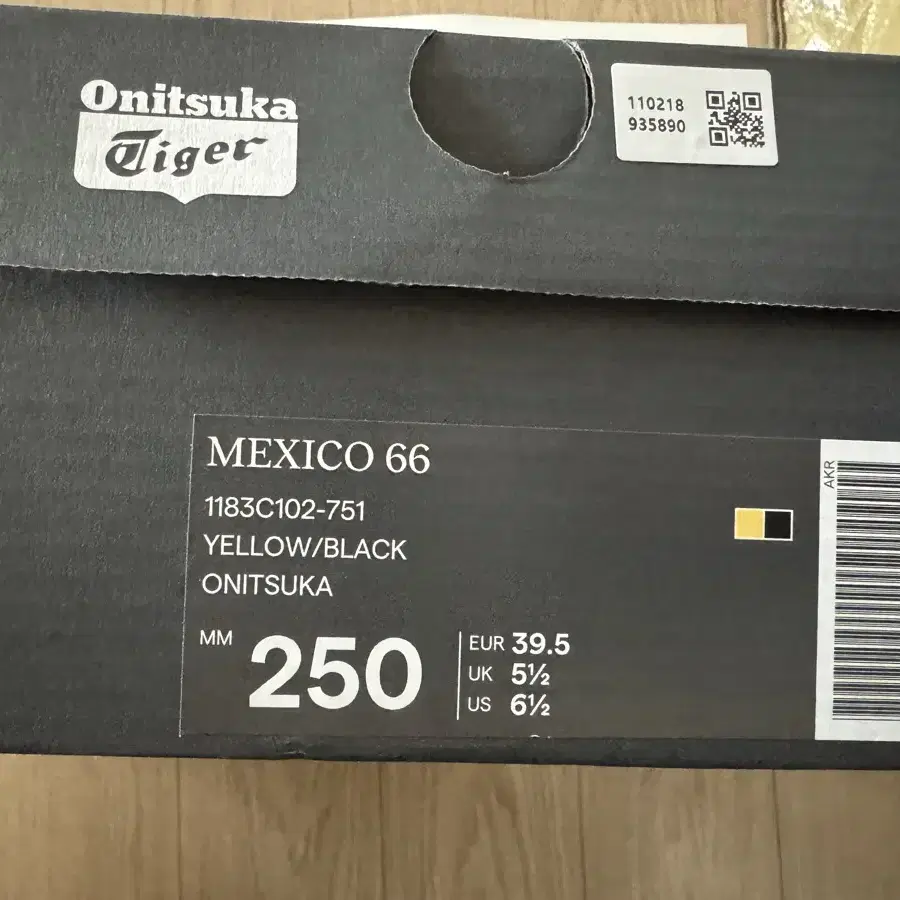 Onitsuka
Tiger
110218
935890
MEXICO 66
1183C102-751
YELLOW/BLACK
ONITSUKA
MM 250
EUR 39.5
UK 5½
US 6½
AKR